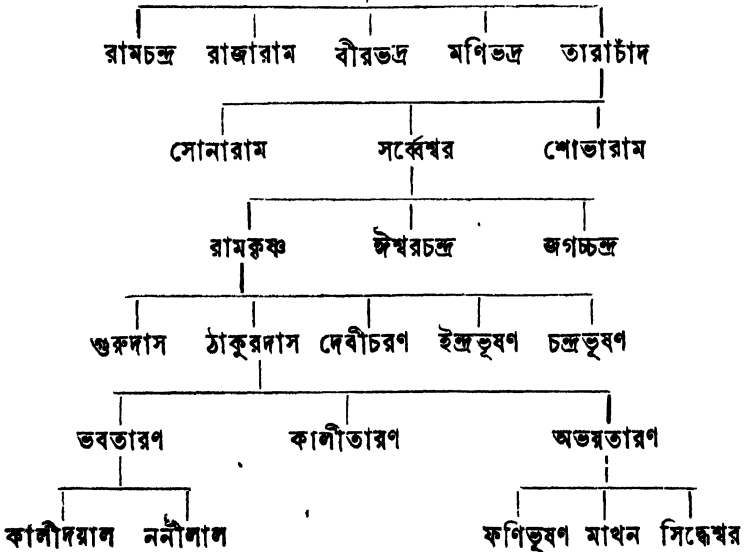 রামচন্দ্র রাজারাম বীরভদ্র মণিভদ্র তারাচাঁদ
সোনারাম সর্ব্বেশ্বর শোভারাম
রামকৃষ্ণ ঈশ্বরচন্দ্র জগচ্চন্দ্র
গুরুদাস ঠাকুরদাস দেবীচরণ ইন্দ্রভূষণ চন্দ্রভূষণ
ভবতারণ কালীতারণ অভয়তারণ
কালীদয়াল ননীলাল ফণিভূষণ মাখন সিদ্ধেশ্বর